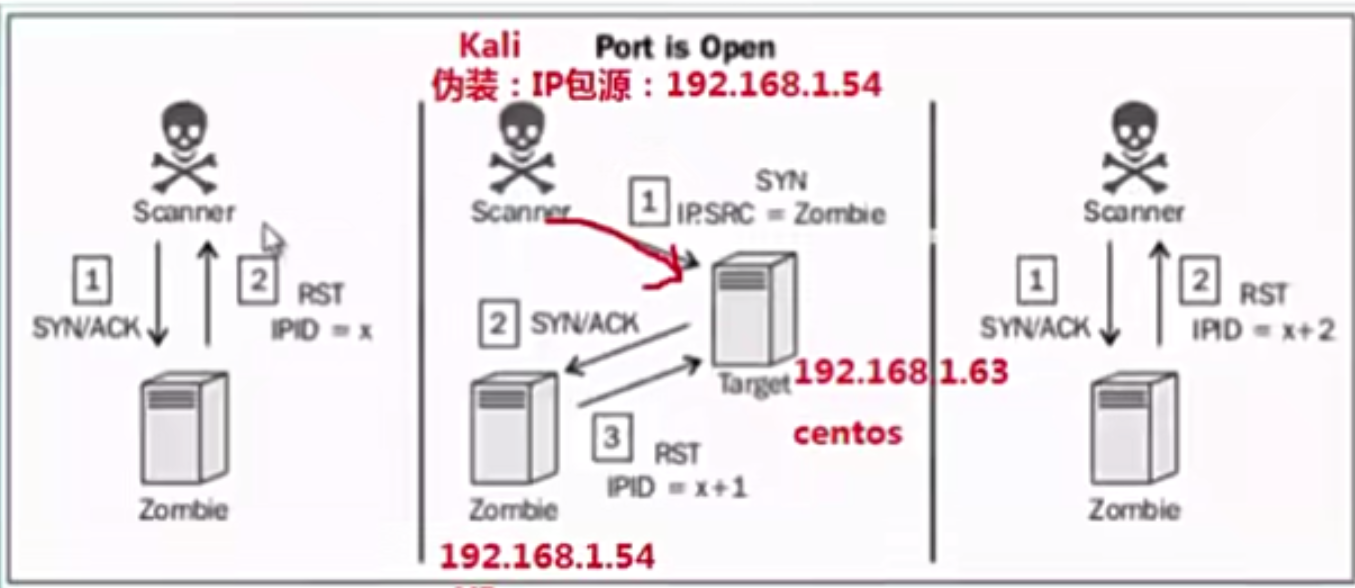 Kali Port is Open
伪装：IP包源：192.168.1.54
Scanner
1
SYN/ACK
2
RST
IPID = x
Zombie
Scanner
1
SYN
IP.SRC = Zombie
2
SYN/ACK
Target
192.168.1.63
centos
3
RST
IPID = x+1
Zombie
192.168.1.54
Scanner
1
SYN/ACK
2
RST
IPID = x+2
Zombie